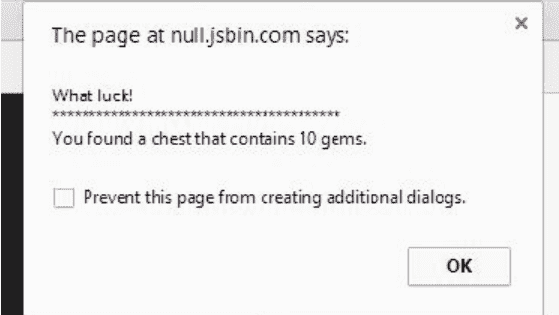 The page at null.jsbin.com says:
×
What luck!
****************************************
You found a chest that contains 10 gems.
Prevent this page from creating additional dialogs.
OK